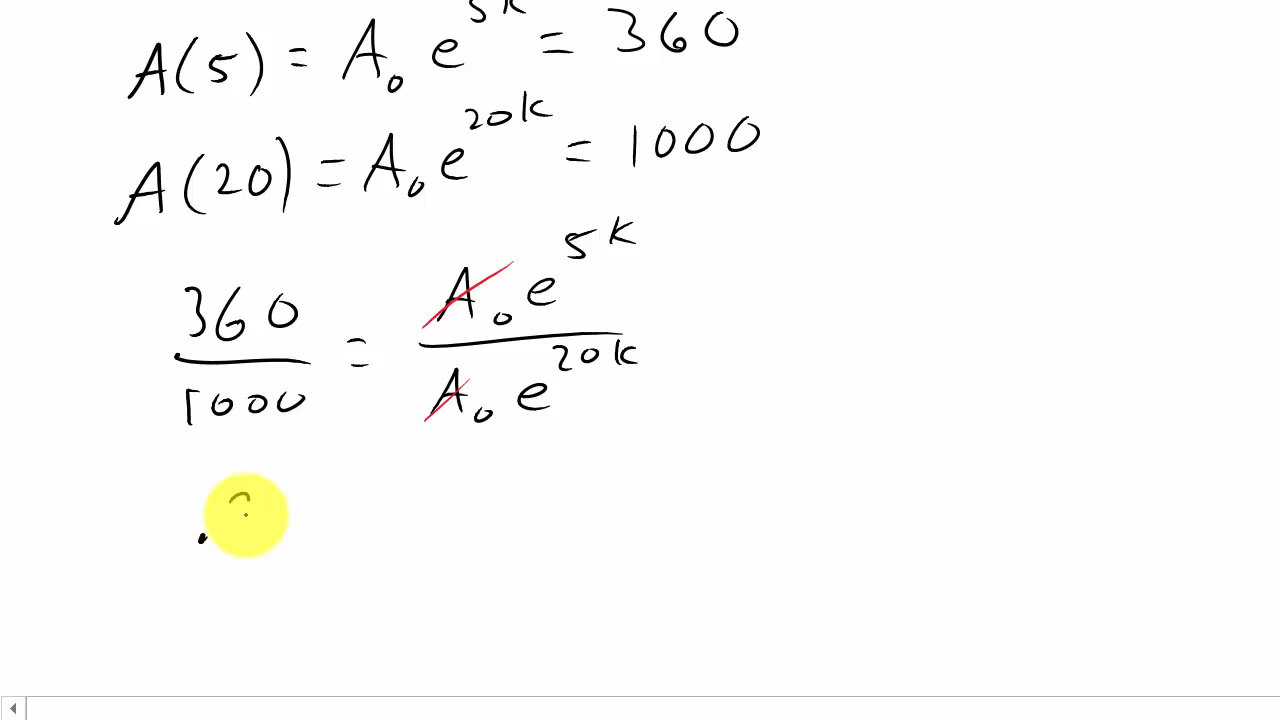 A(5) = A₀ e^{5k} = 360
A(20) = A₀ e^{20k} = 1000
360/1000 = A₀ e^{5k} / A₀ e^{20k}
.